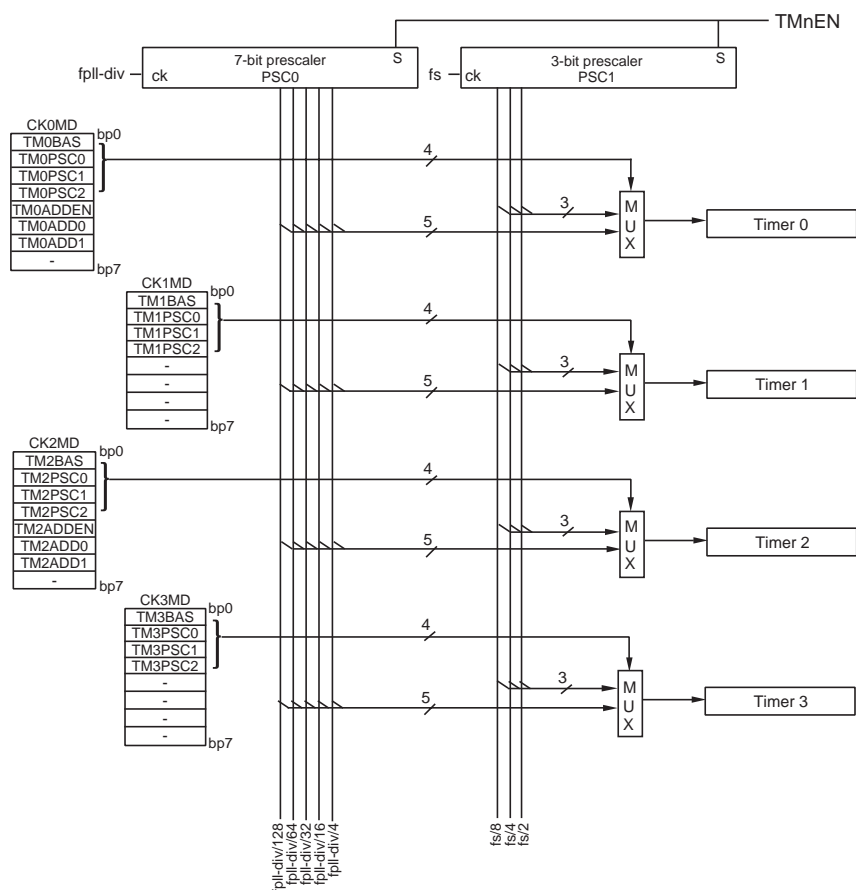 TMnEN
7-bit prescaler
S
fpll-div
ck
PSC0
3-bit prescaler
S
fs
ck
PSC1
CK0MD
bp0
TM0BAS
TM0PSC0
TM0PSC1
TM0PSC2
TM0ADDEN
TM0ADD0
TM0ADD1
-
bp7
4
3
5
M
U
X
Timer 0
CK1MD
bp0
TM1BAS
TM1PSC0
TM1PSC1
TM1PSC2
-
-
-
-
bp7
4
3
5
M
U
X
Timer 1
CK2MD
bp0
TM2BAS
TM2PSC0
TM2PSC1
TM2PSC2
TM2ADDEN
TM2ADD0
TM2ADD1
-
bp7
4
3
5
M
U
X
Timer 2
CK3MD
bp0
TM3BAS
TM3PSC0
TM3PSC1
TM3PSC2
-
-
-
-
bp7
4
3
5
M
U
X
Timer 3
fpll-div/128
fpll-div/64
fpll-div/32
fpll-div/16
fpll-div/4
fs/8
fs/4
fs/2